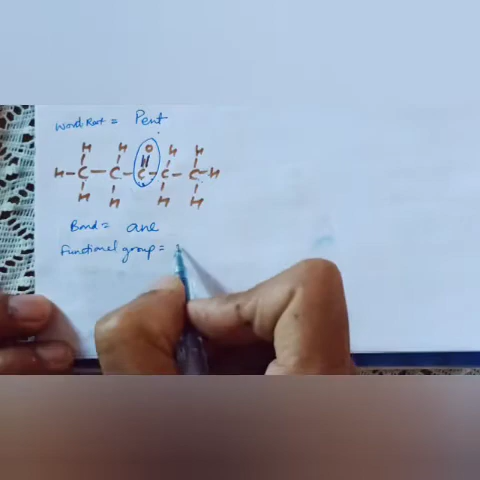 Word Root = Pent
O
H H || H H
H-C-C-C-C-C-H
H H H H
Bond = ane
Functional group =